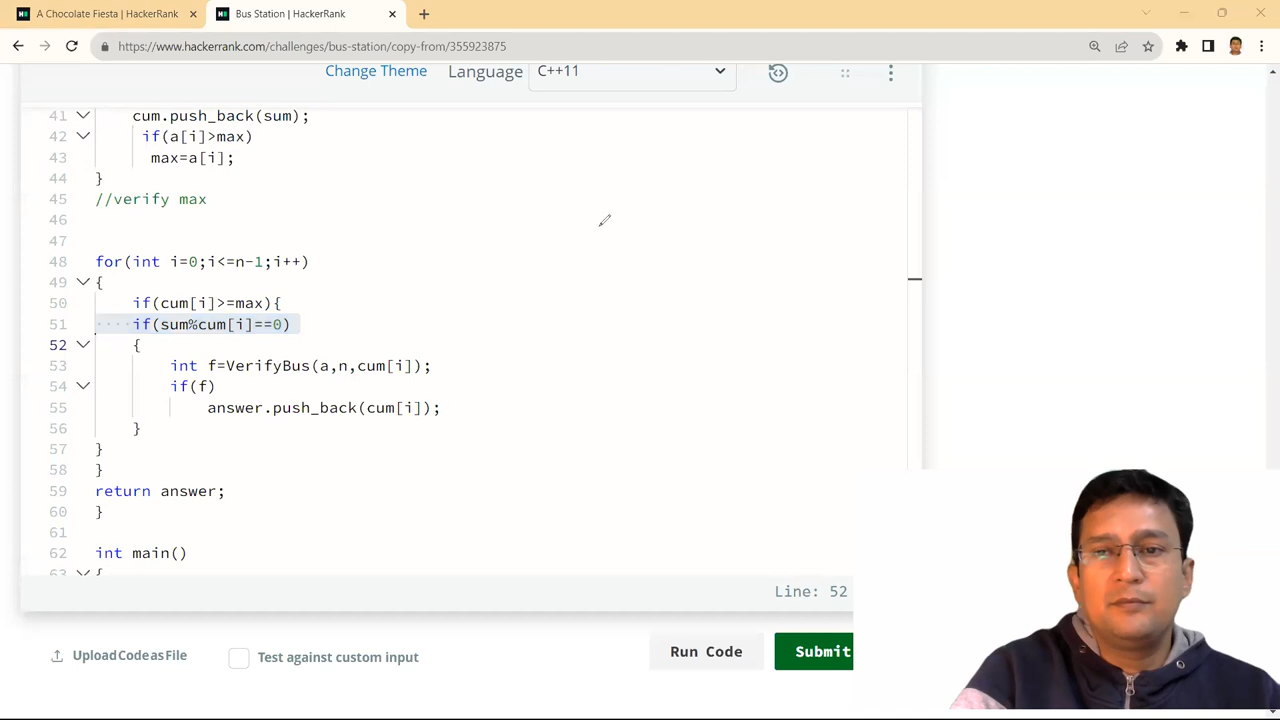 A Chocolate Fiesta | HackerRank
Bus Station | HackerRank
https://www.hackerrank.com/challenges/bus-station/copy-from/355923875
Change Theme Language C++11
41 cum.push_back(sum);
42 if(a[i]>max)
43 max=a[i];
44 }
45 //verify max
46
47
48 for(int i=0;i<=n-1;i++)
49 {
50 if(cum[i]>=max){
51 if(sum%cum[i]==0)
52 {
53 int f=VerifyBus(a,n,cum[i]);
54 if(f)
55 answer.push_back(cum[i]);
56 }
57 }
58 }
59 return answer;
60 }
61
62 int main()
63 {
Line: 52
Upload Code as File
Test against custom input
Run Code
Submit